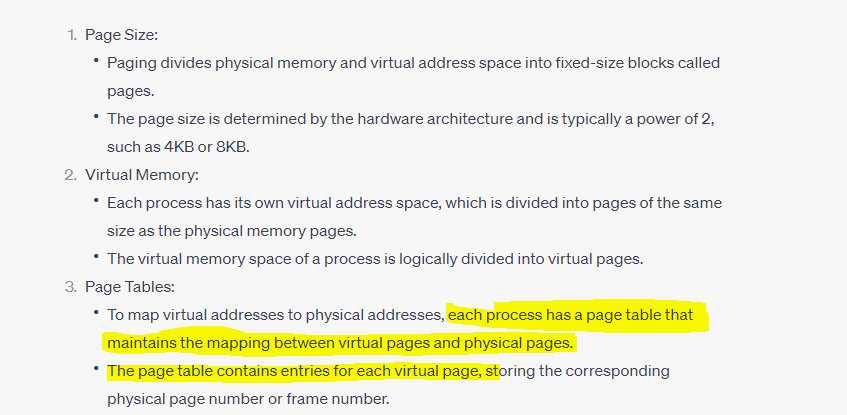 1. Page Size:
• Paging divides physical memory and virtual address space into fixed-size blocks called
pages.
• The page size is determined by the hardware architecture and is typically a power of 2,
such as 4KB or 8KB.
2. Virtual Memory:
• Each process has its own virtual address space, which is divided into pages of the same
size as the physical memory pages.
• The virtual memory space of a process is logically divided into virtual pages.
3. Page Tables:
• To map virtual addresses to physical addresses, each process has a page table that
maintains the mapping between virtual pages and physical pages.
• The page table contains entries for each virtual page, storing the corresponding
physical page number or frame number.